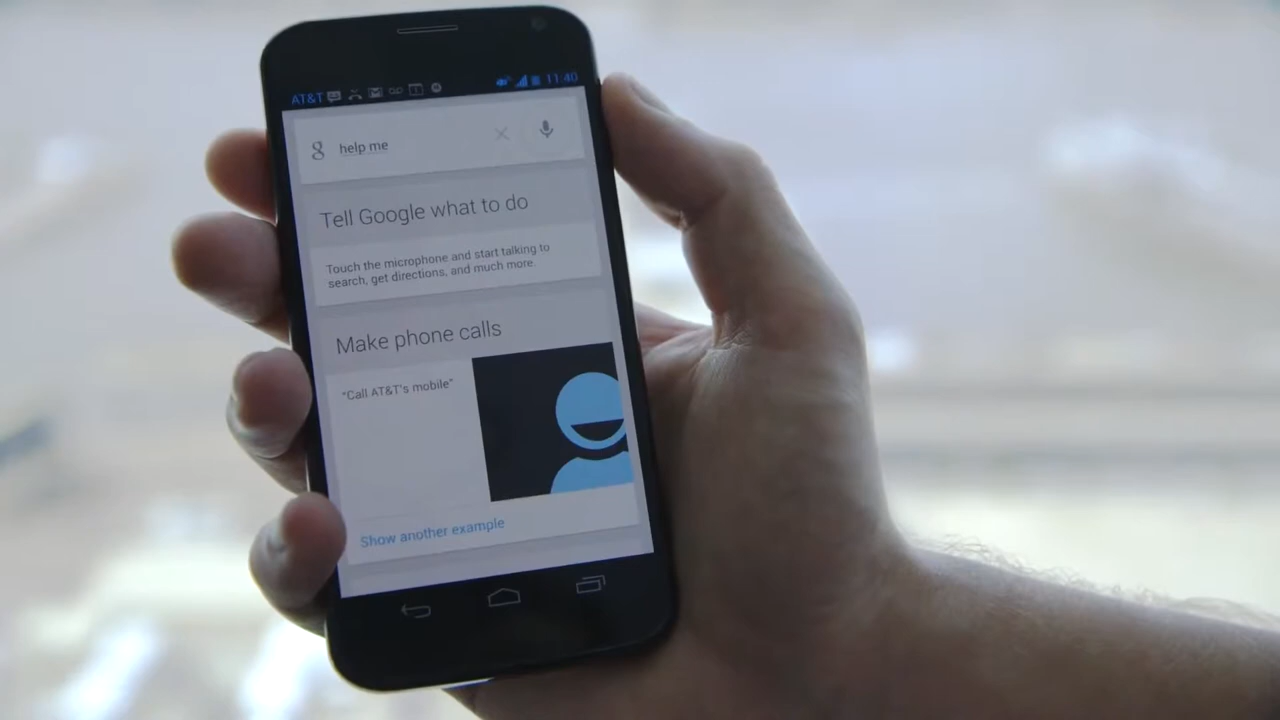 AT&T 11:40
g help me
Tell Google what to do
Touch the microphone and start talking to
search, get directions, and much more.
Make phone calls
"Call AT&T's mobile"
Show another example